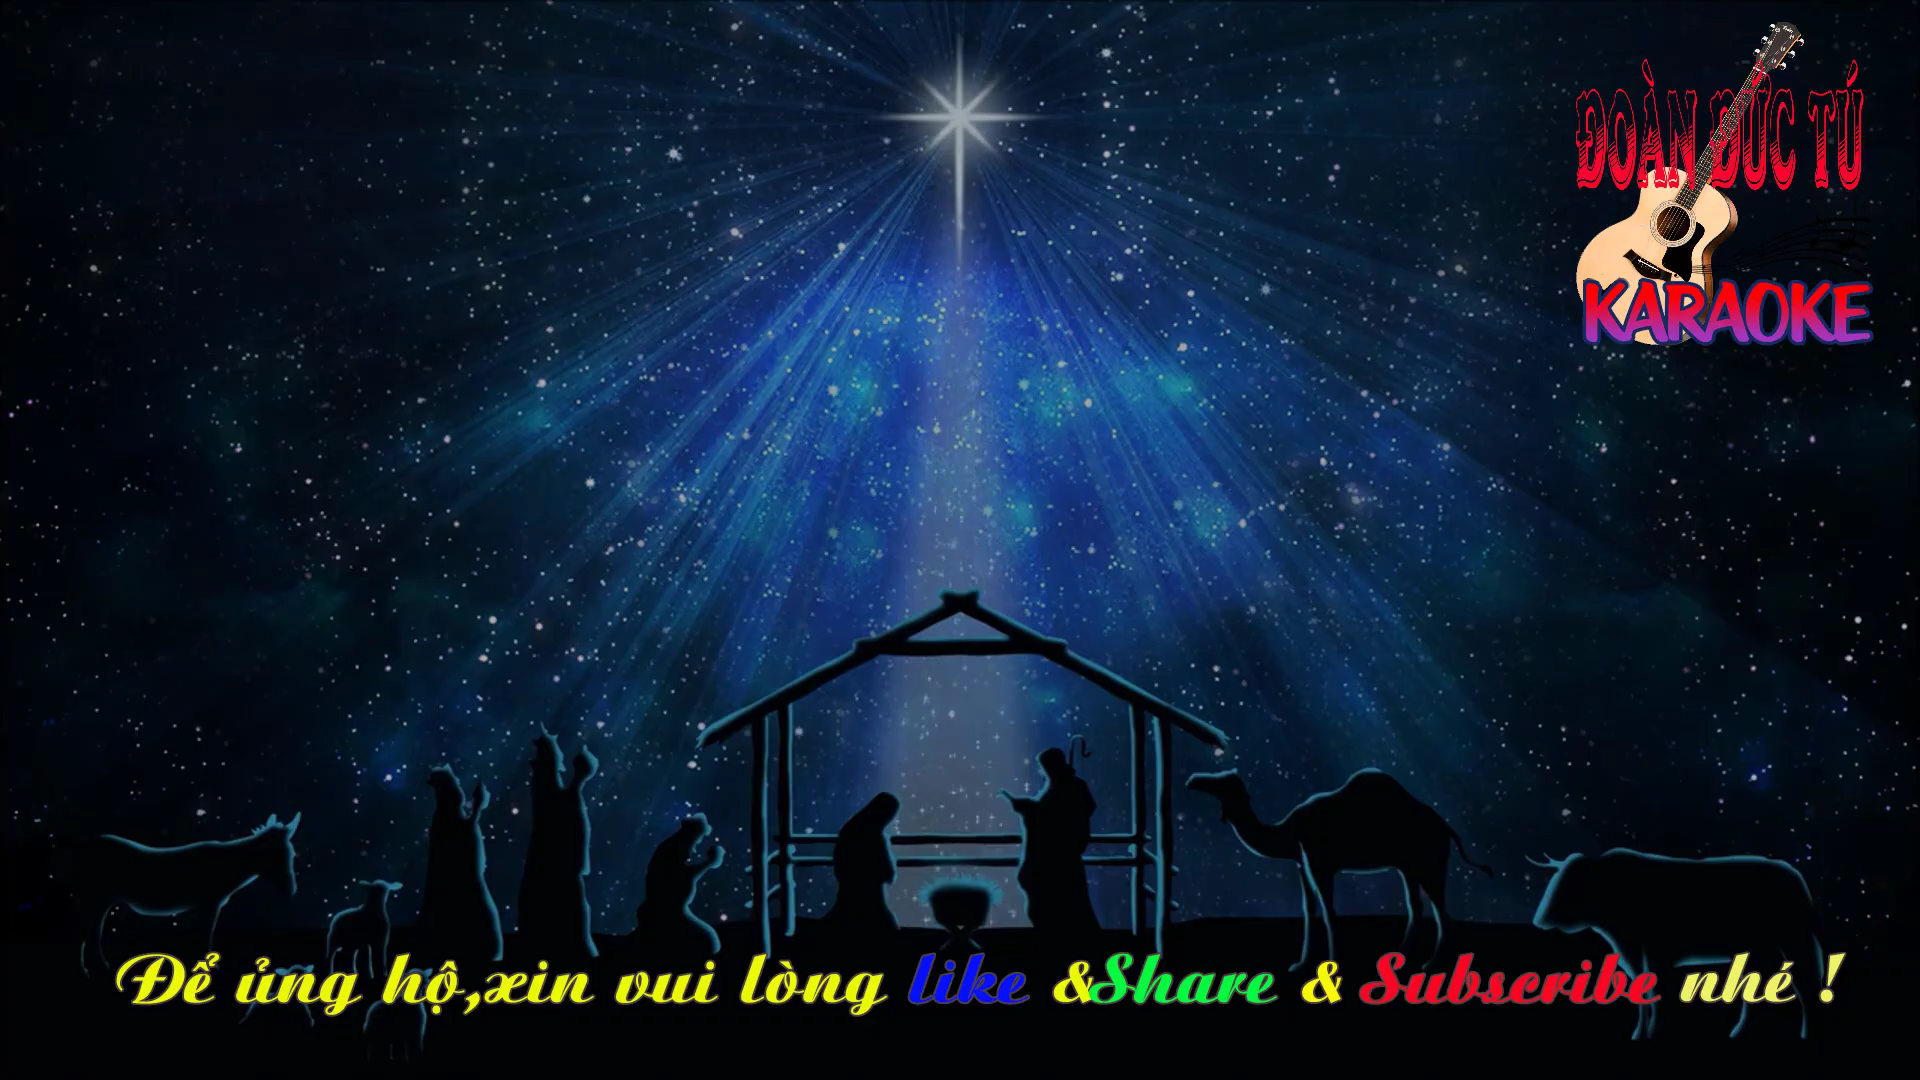 ĐOÀN ĐỨC TÚ
KARAOKE
Để ủng hộ,xin vui lòng like &Share & Subscribe nhé !